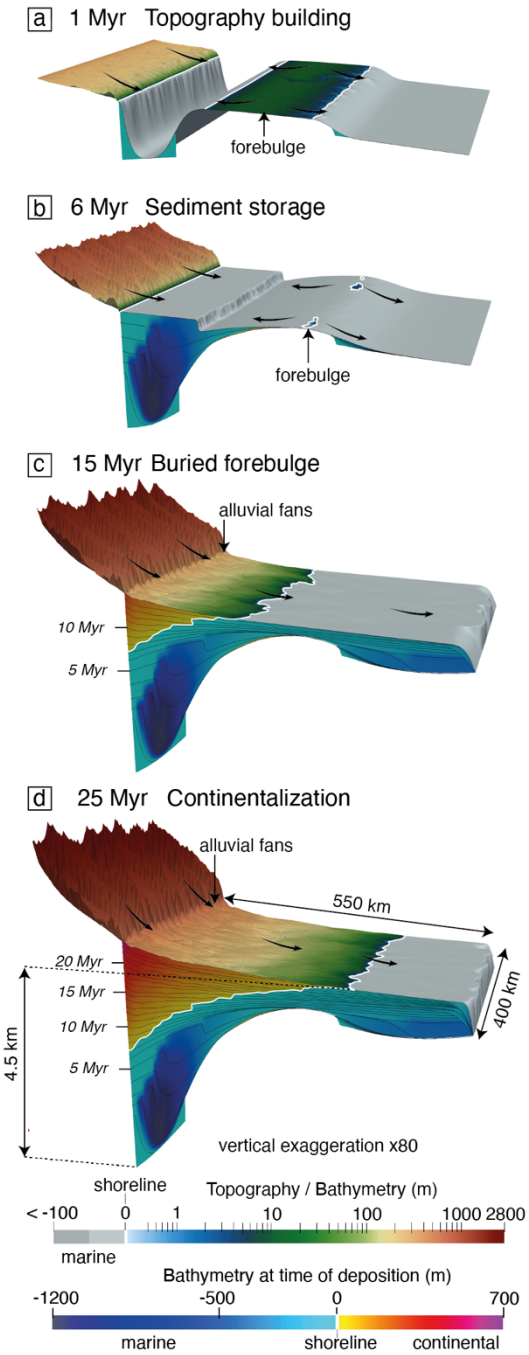 a 1 Myr Topography building
forebulge
b 6 Myr Sediment storage
forebulge
c 15 Myr Buried forebulge
alluvial fans
10 Myr
5 Myr
d 25 Myr Continentalization
alluvial fans
550 km
20 Myr
15 Myr
10 Myr
5 Myr
4.5 km
400 km
vertical exaggeration x80
shoreline
Topography / Bathymetry (m)
< -100 0 1 10 100 1000 2800
marine
Bathymetry at time of deposition (m)
-1200 -500 0 700
marine shoreline continental